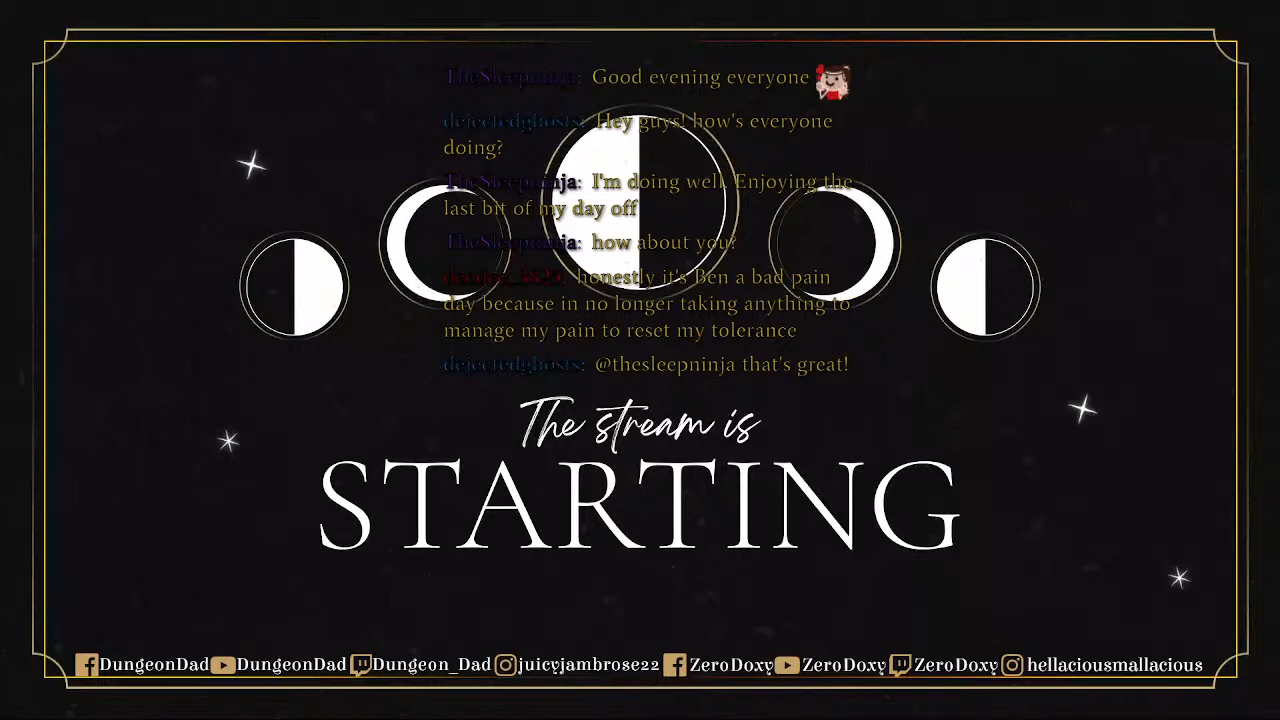 TheSleepninja: Good evening everyone
dejectedghosts: Hey guys! how's everyone
doing?
TheSleepninja: I'm doing well. Enjoying the
last bit of my day off
TheSleepninja: how about you?
honestly it's Ben a bad pain
day because in no longer taking anything to
manage my pain to reset my tolerance
dejectedghosts: @thesleepninja that's great!
The stream is
STARTING
DungeonDad DungeonDad Dungeon_Dad juicyjambrose22 ZeroDoxy ZeroDoxy ZeroDoxy hellaciousmallacious